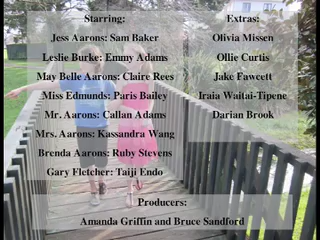 Starring:
Jess Aarons: Sam Baker
Leslie Burke: Emmy Adams
May Belle Aarons: Claire Rees
Miss Edmunds: Paris Bailey
Mr. Aarons: Callan Adams
Mrs. Aarons: Kassandra Wang
Brenda Aarons: Ruby Stevens
Gary Fletcher: Taiji Endo
Extras:
Olivia Missen
Ollie Curtis
Jake Fawcett
Iraia Waitai-Tipene
Darian Brook
Producers:
Amanda Griffin and Bruce Sandford